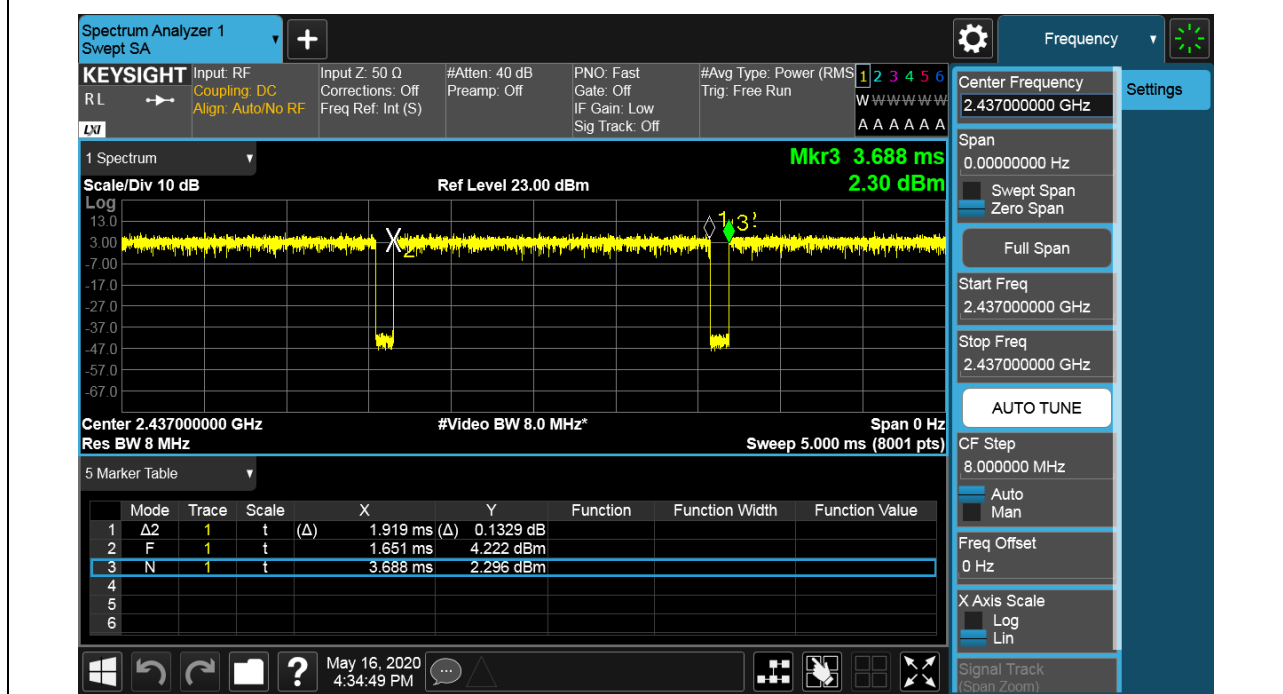 Spectrum Analyzer 1
Swept SA
Frequency
KEYSIGHT
R L
LXI
Input: RF
Coupling: DC
Align: Auto/No RF
Input Z: 50 Ω
Corrections: Off
Freq Ref: Int (S)
#Atten: 40 dB
Preamp: Off
PNO: Fast
Gate: Off
IF Gain: Low
Sig Track: Off
#Avg Type: Power (RMS
Trig: Free Run
1 2 3 4 5 6
W W W W W W
A A A A A A
Center Frequency
2.437000000 GHz
Settings
Span
0.00000000 Hz
Swept Span
Zero Span
Full Span
Start Freq
2.437000000 GHz
Stop Freq
2.437000000 GHz
AUTO TUNE
CF Step
8.000000 MHz
Auto
Man
Freq Offset
0 Hz
X Axis Scale
Log
Lin
Signal Track
(Span Zoom)
1 Spectrum
Mkr3 3.688 ms
2.30 dBm
Scale/Div 10 dB
Ref Level 23.00 dBm
Log
13.0
3.00
-7.00
-17.0
-27.0
-37.0
-47.0
-57.0
-67.0
X
2
1
3
Center 2.437000000 GHz
#Video BW 8.0 MHz*
Span 0 Hz
Res BW 8 MHz
Sweep 5.000 ms (8001 pts)
5 Marker Table
Mode Trace Scale X Y Function Function Width Function Value
1 Δ2 1 t (Δ) 1.919 ms (Δ) 0.1329 dB
2 F 1 t 1.651 ms 4.222 dBm
3 N 1 t 3.688 ms 2.296 dBm
4
5
6
?
May 16, 2020
4:34:49 PM